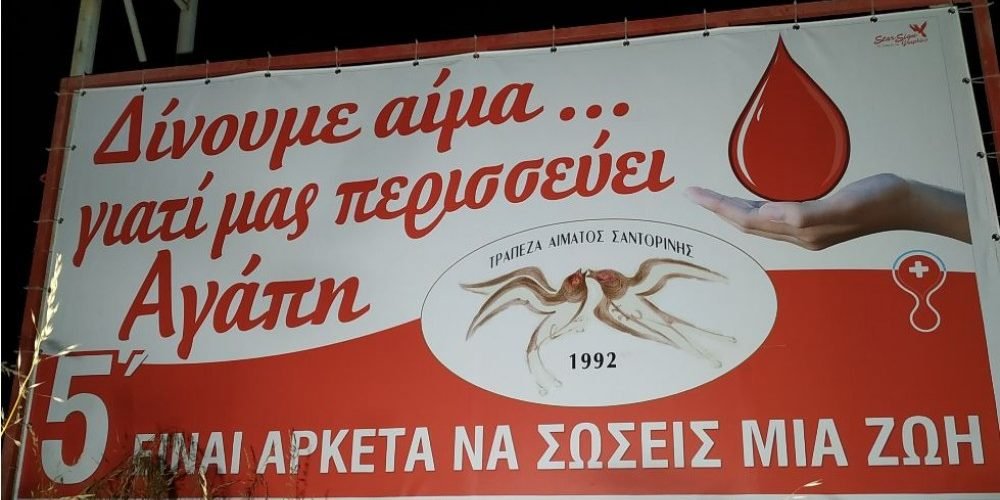 Δίνουμε αίμα ...
γιατί μας περισσεύει
Αγάπη
ΤΡΑΠΕΖΑ ΑΙΜΑΤΟΣ ΣΑΝΤΟΡΙΝΗΣ
1992
5΄ ΕΙΝΑΙ ΑΡΚΕΤΑ ΝΑ ΣΩΣΕΙΣ ΜΙΑ ΖΩΗ